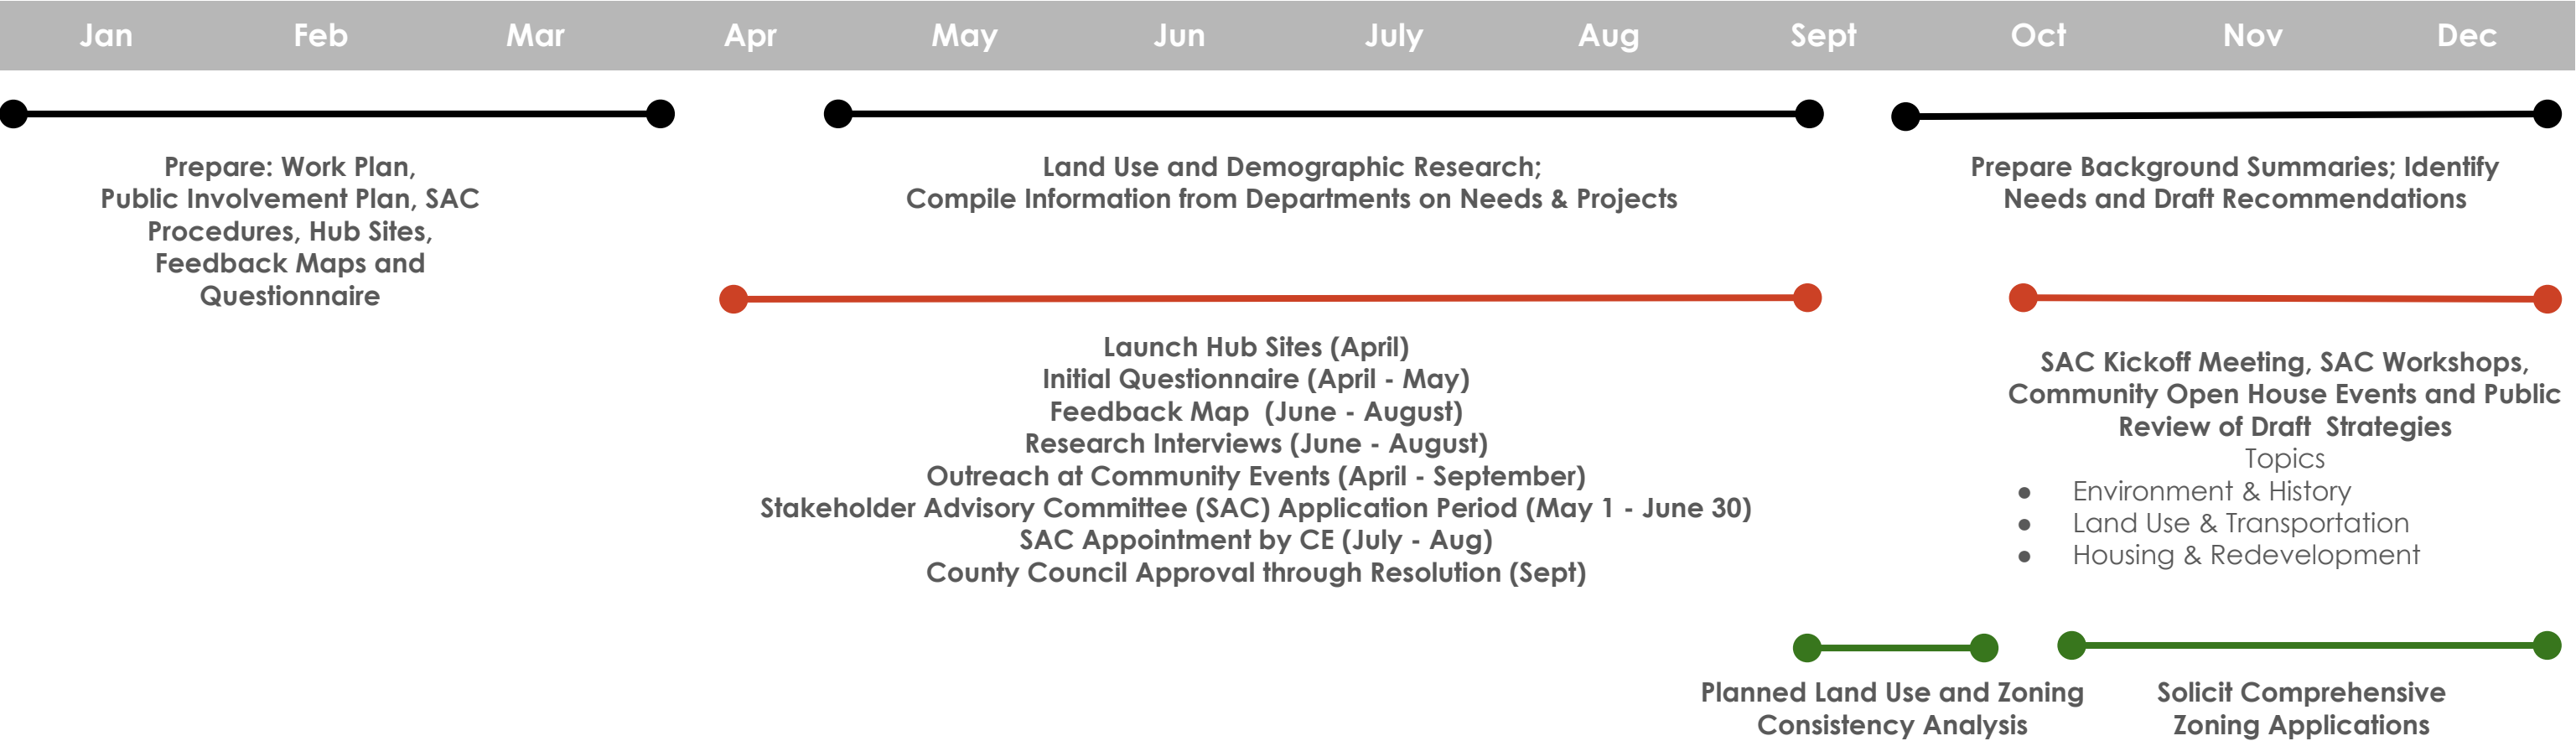 Jan Feb Mar Apr May Jun July Aug Sept Oct Nov Dec
Prepare: Work Plan,
Public Involvement Plan, SAC
Procedures, Hub Sites,
Feedback Maps and
Questionnaire
Land Use and Demographic Research;
Compile Information from Departments on Needs & Projects
Prepare Background Summaries; Identify
Needs and Draft Recommendations
Launch Hub Sites (April)
Initial Questionnaire (April - May)
Feedback Map (June - August)
Research Interviews (June - August)
Outreach at Community Events (April - September)
Stakeholder Advisory Committee (SAC) Application Period (May 1 - June 30)
SAC Appointment by CE (July - Aug)
County Council Approval through Resolution (Sept)
SAC Kickoff Meeting, SAC Workshops,
Community Open House Events and Public
Review of Draft Strategies
Topics
● Environment & History
● Land Use & Transportation
● Housing & Redevelopment
Planned Land Use and Zoning
Consistency Analysis
Solicit Comprehensive
Zoning Applications